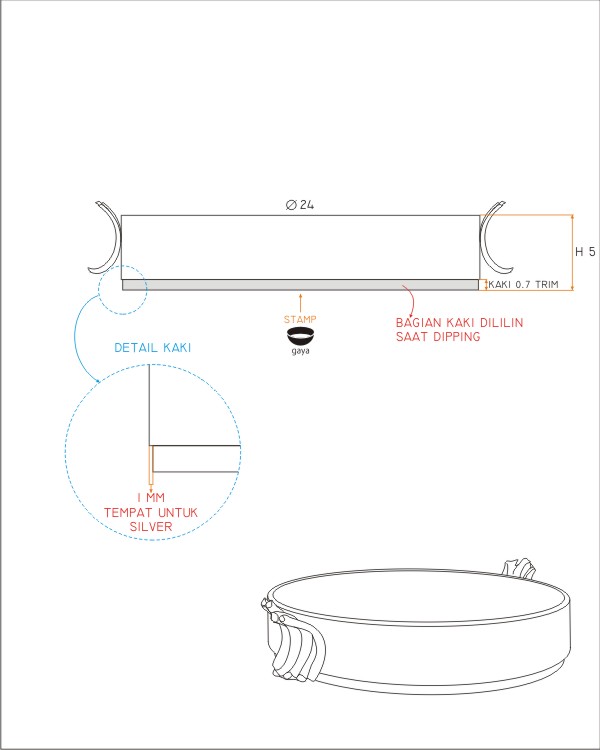 Ø 24
H 5
KAKI 0.7 TRIM
STAMP
gaya
BAGIAN KAKI DILILIN
SAAT DIPPING
DETAIL KAKI
1 MM
TEMPAT UNTUK
SILVER